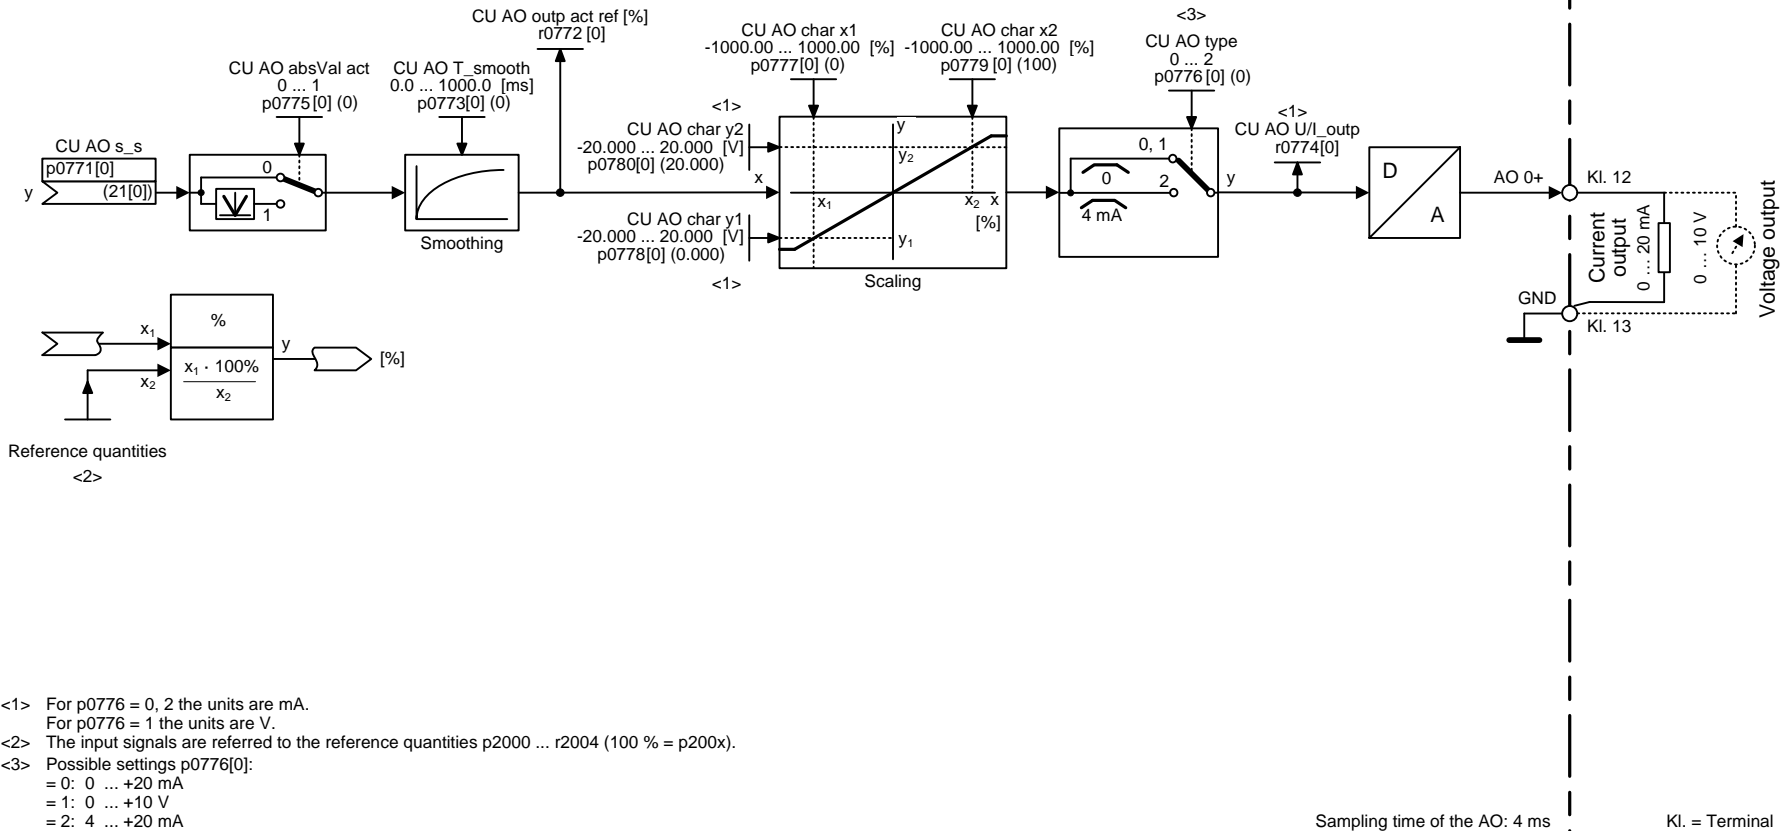 CU AO outp act ref [%]
r0772 [0]
<3>
CU AO char x1
-1000.00 ... 1000.00 [%]
p0777[0] (0)
CU AO char x2
-1000.00 ... 1000.00 [%]
p0779 [0] (100)
CU AO type
0 ... 2
p0776 [0] (0)
CU AO absVal act
0 ... 1
p0775 [0] (0)
CU AO T_smooth
0.0 ... 1000.0 [ms]
p0773[0] (0)
<1>
CU AO char y2
-20.000 ... 20.000 [V]
p0780[0] (20.000)
<1>
CU AO U/I_outp
r0774[0]
CU AO s_s
p0771[0]
(21[0])
y
0
1
Smoothing
x
CU AO char y1
-20.000 ... 20.000 [V]
p0778[0] (0.000)
<1>
y
y2
x1
x2 x
[%]
y1
Scaling
0, 1
0
2
4 mA
y
D
A
AO 0+
Kl. 12
Current output
0 ... 20 mA
0 ... 10 V
Voltage output
GND
Kl. 13
x1
x2
%
x1 · 100%
x2
y
[%]
Reference quantities
<2>
<1> For p0776 = 0, 2 the units are mA.
For p0776 = 1 the units are V.
<2> The input signals are referred to the reference quantities p2000 ... r2004 (100 % = p200x).
<3> Possible settings p0776[0]:
= 0: 0 ... +20 mA
= 1: 0 ... +10 V
= 2: 4 ... +20 mA
Sampling time of the AO: 4 ms
Kl. = Terminal